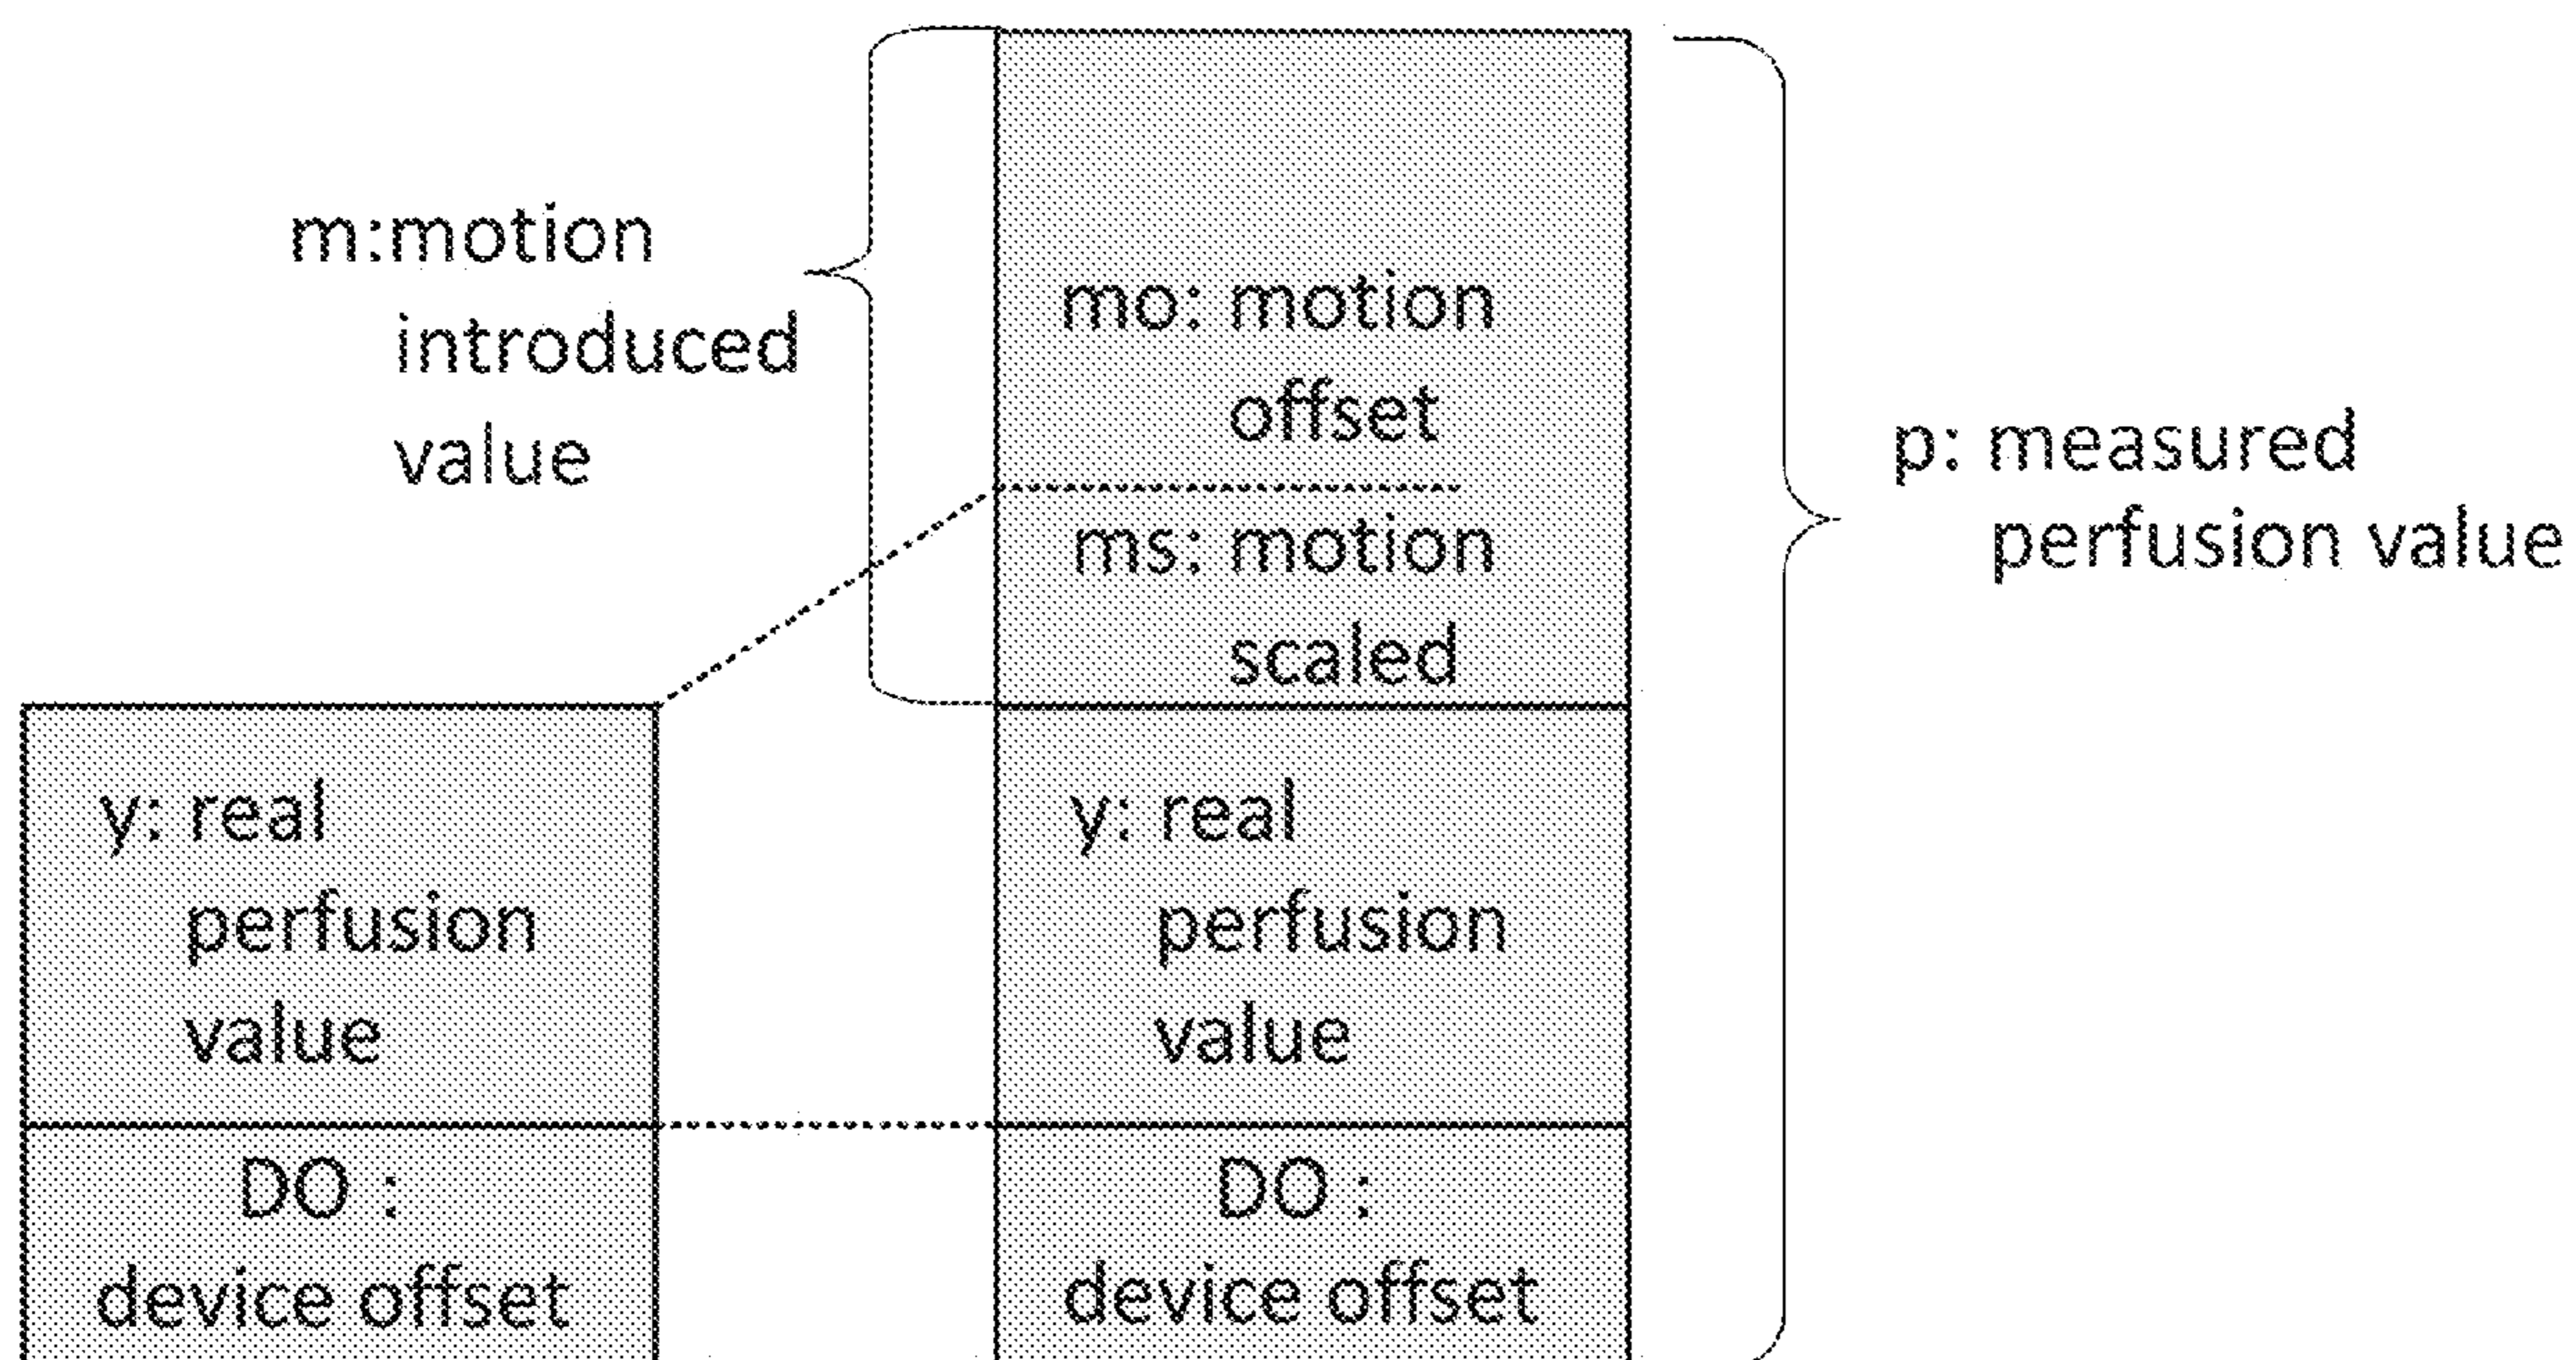 m:motion
introduced
value
mo: motion
offset
ms: motion
scaled
p: measured
perfusion value
y: real
perfusion
value
DO :
device offset
y: real
perfusion
value
DO :
device offset